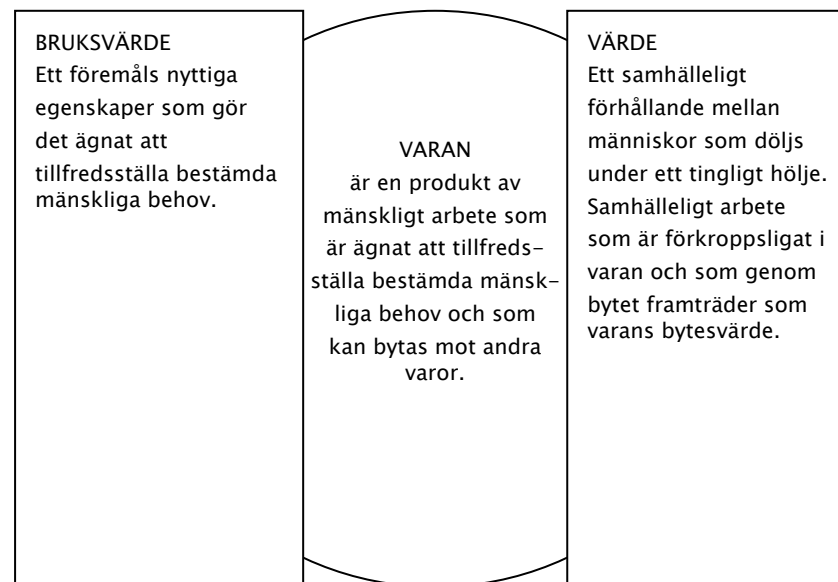 BRUKSVÄRDE
Ett föremåls nyttiga
egenskaper som gör
det ägnat att
tillfredsställa bestämda
mänskliga behov.
VARAN
är en produkt av
mänskligt arbete som
är ägnat att tillfreds-
ställa bestämda mänsk-
liga behov och som
kan bytas mot andra
varor.
VÄRDE
Ett samhälleligt
förhållande mellan
människor som döljs
under ett tingligt hölje.
Samhälleligt arbete
som är förkroppsligat i
varan och som genom
bytet framträder som
varans bytesvärde.